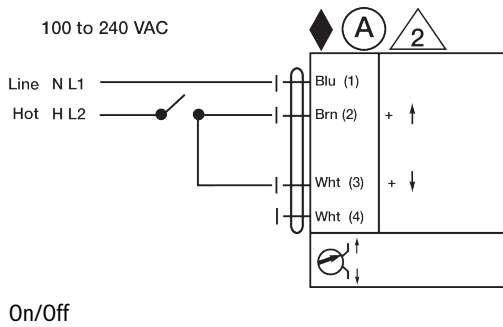 100 to 240 VAC
A
2
Line N L1
Blu (1)
Hot H L2
Brn (2)
+
Wht (3)
+
Wht (4)
On/Off